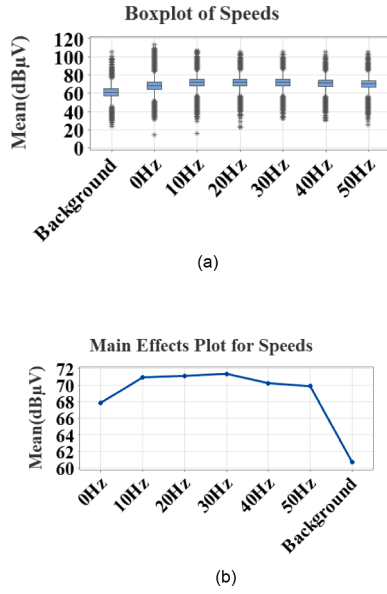 Boxplot of Speeds
Mean(dBµV)
120
100
80
60
40
20
0
Background
0Hz
10Hz
20Hz
30Hz
40Hz
50Hz
(a)
Main Effects Plot for Speeds
Mean(dBµV)
72
70
68
66
64
62
60
0Hz
10Hz
20Hz
30Hz
40Hz
50Hz
Background
(b)